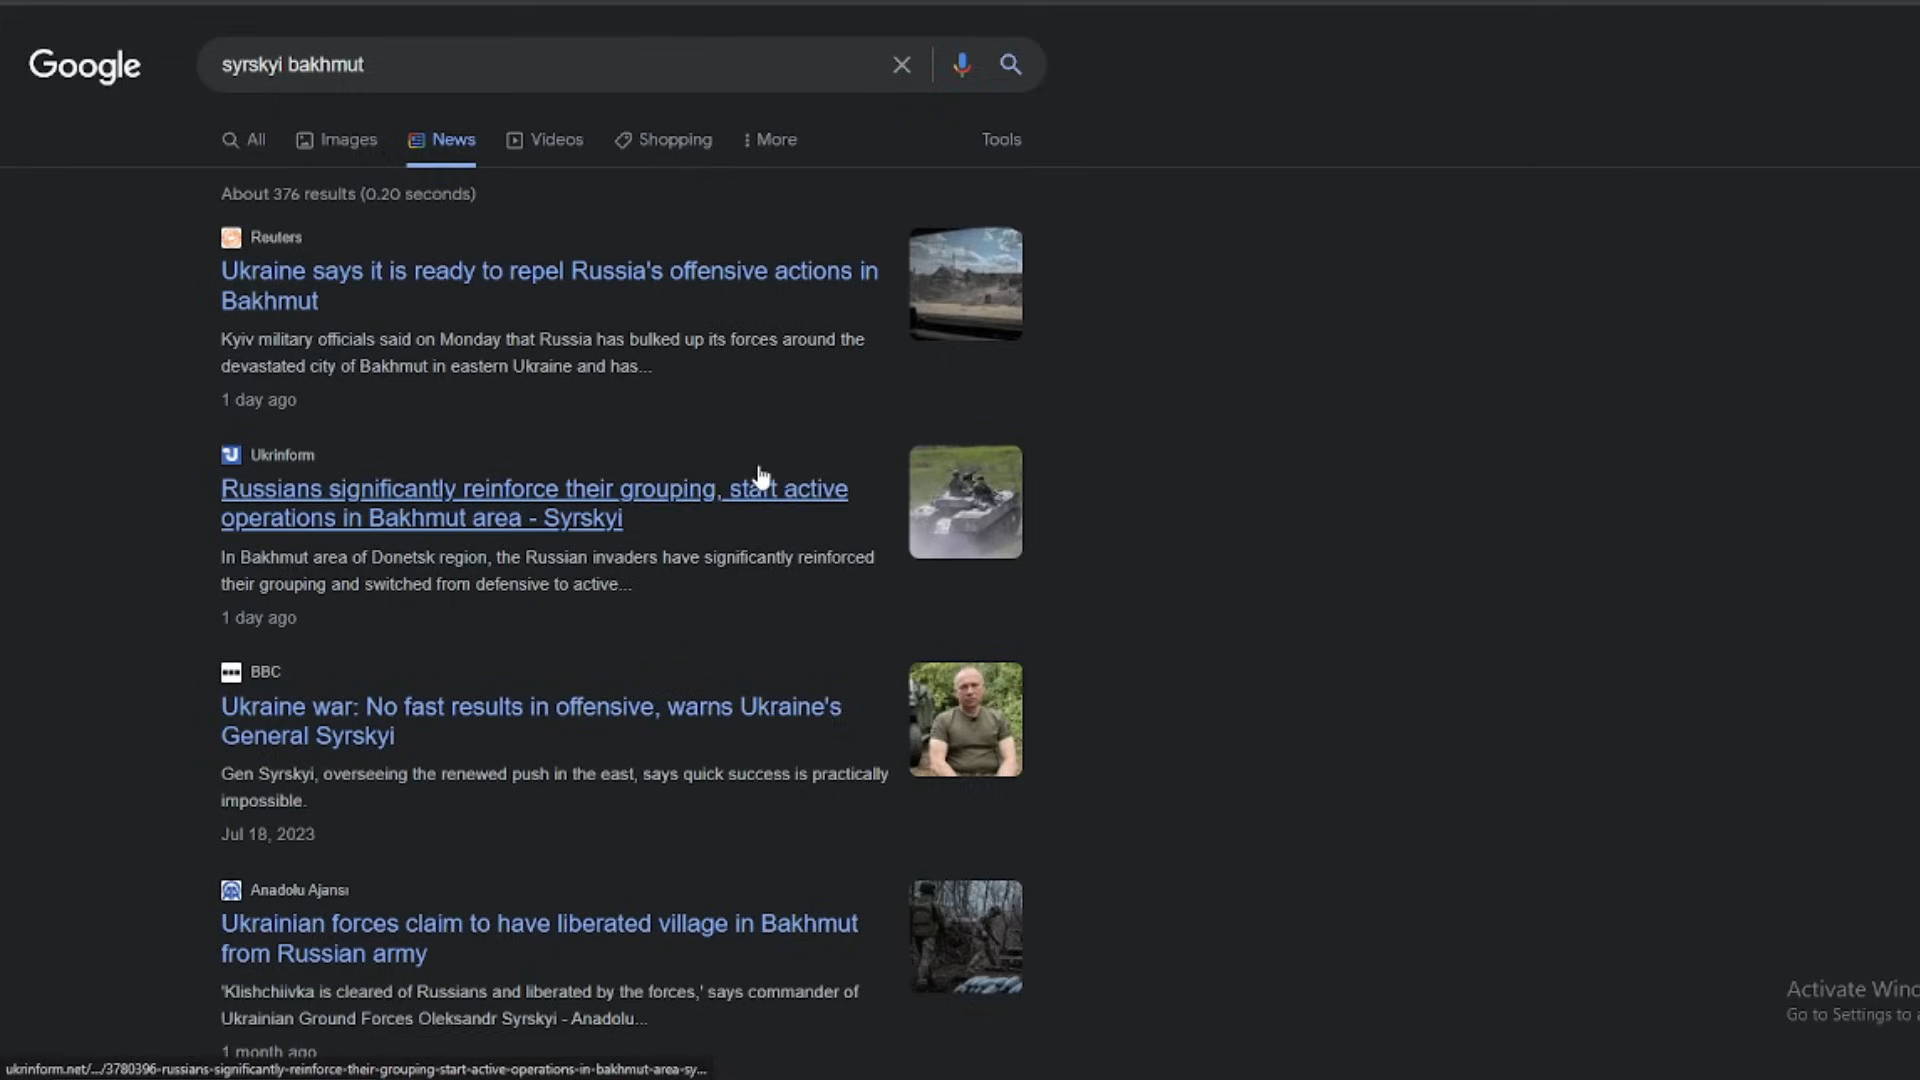 Google
syrskyi bakhmut
All
Images
News
Videos
Shopping
More
Tools
About 376 results (0.20 seconds)
Reuters
Ukraine says it is ready to repel Russia's offensive actions in
Bakhmut
Kyiv military officials said on Monday that Russia has bulked up its forces around the
devastated city of Bakhmut in eastern Ukraine and has...
1 day ago
Ukrinform
Russians significantly reinforce their grouping, start active
operations in Bakhmut area - Syrskyi
In Bakhmut area of Donetsk region, the Russian invaders have significantly reinforced
their grouping and switched from defensive to active...
1 day ago
BBC
Ukraine war: No fast results in offensive, warns Ukraine's
General Syrskyi
Gen Syrskyi, overseeing the renewed push in the east, says quick success is practically
impossible.
Jul 18, 2023
Anadolu Ajansı
Ukrainian forces claim to have liberated village in Bakhmut
from Russian army
'Klishchiivka is cleared of Russians and liberated by the forces,' says commander of
Ukrainian Ground Forces Oleksandr Syrskyi - Anadolu...
1 month ago
Activate Winc
Go to Settings to a
ukrinform.net/.../3780396-russians-significantly-reinforce-their-grouping-start-active-operations-in-bakhmut-area-sy...